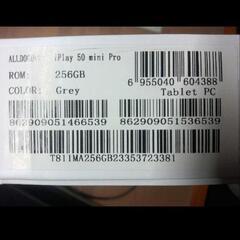 iPlay 50 mini Pro
ROM: 256GB
6 955040 604388
COLOR: Grey
Tablet PC
862909051466539 862909051536539
T811MA256GB23353723381